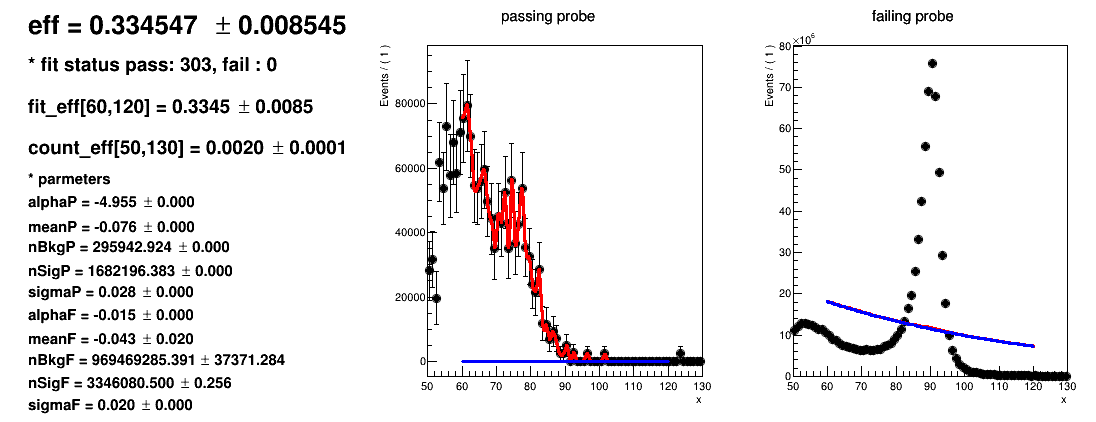 eff = 0.334547 ± 0.008545
* fit status pass: 303, fail : 0
fit_eff[60,120] = 0.3345 ± 0.0085
count_eff[50,130] = 0.0020 ± 0.0001
* parmeters
alphaP = -4.955 ± 0.000
meanP = -0.076 ± 0.000
nBkgP = 295942.924 ± 0.000
nSigP = 1682196.383 ± 0.000
sigmaP = 0.028 ± 0.000
alphaF = -0.015 ± 0.000
meanF = -0.043 ± 0.020
nBkgF = 969469285.391 ± 37371.284
nSigF = 3346080.500 ± 0.256
sigmaF = 0.020 ± 0.000
passing probe
Events / ( 1 )
80000
60000
40000
20000
0
50 60 70 80 90 100 110 120 130
x
failing probe
×10⁶
Events / ( 1 )
80
70
60
50
40
30
20
10
0
50 60 70 80 90 100 110 120 130
x